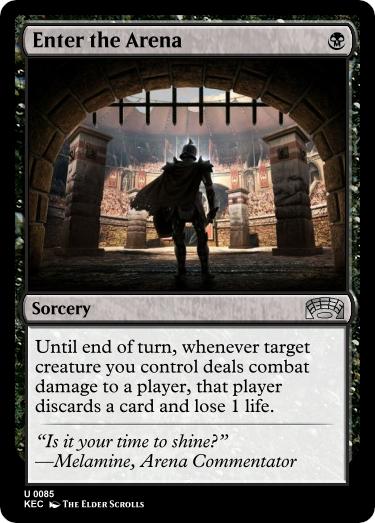 Enter the Arena
Sorcery
Until end of turn, whenever target
creature you control deals combat
damage to a player, that player
discards a card and lose 1 life.
“Is it your time to shine?”
—Melamine, Arena Commentator
U 0085
KEC The Elder Scrolls